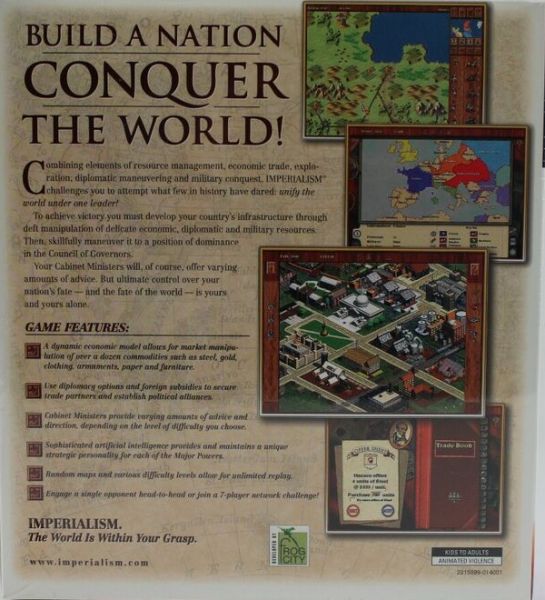 BUILD A NATION
CONQUER
THE WORLD!
Combining elements of resource management, economic trade, explo-
ration, diplomatic maneuvering and military conquest, IMPERIALISM™
challenges you to attempt what few in history have dared: unify the
world under one leader!
To achieve victory you must develop your country's infrastructure through
deft manipulation of delicate economic, diplomatic and military resources.
Then, skillfully maneuver it to a position of dominance
in the Council of Governors.
Your Cabinet Ministers will, of course, offer varying
amounts of advice. But ultimate control over your
nation's fate — and the fate of the world — is yours
and yours alone.
GAME FEATURES:
A dynamic economic model allows for market manipu-
lation of over a dozen commodities such as steel, gold,
clothing, armaments, paper and furniture.
Use diplomacy options and foreign subsidies to secure
trade partners and establish political alliances.
Cabinet Ministers provide varying amounts of advice and
direction, depending on the level of difficulty you choose.
Sophisticated artificial intelligence provides and maintains a unique
strategic personality for each of the Major Powers.
Random maps and various difficulty levels allow for unlimited replay.
Engage a single opponent head-to-head or join a 7-player network challenge!
IMPERIALISM.
The World Is Within Your Grasp.
www.imperialism.com
DEVELOPED BY
FROG
CITY
Trade Book
units of Steel
Purchase units
KIDS TO ADULTS
ANIMATED VIOLENCE